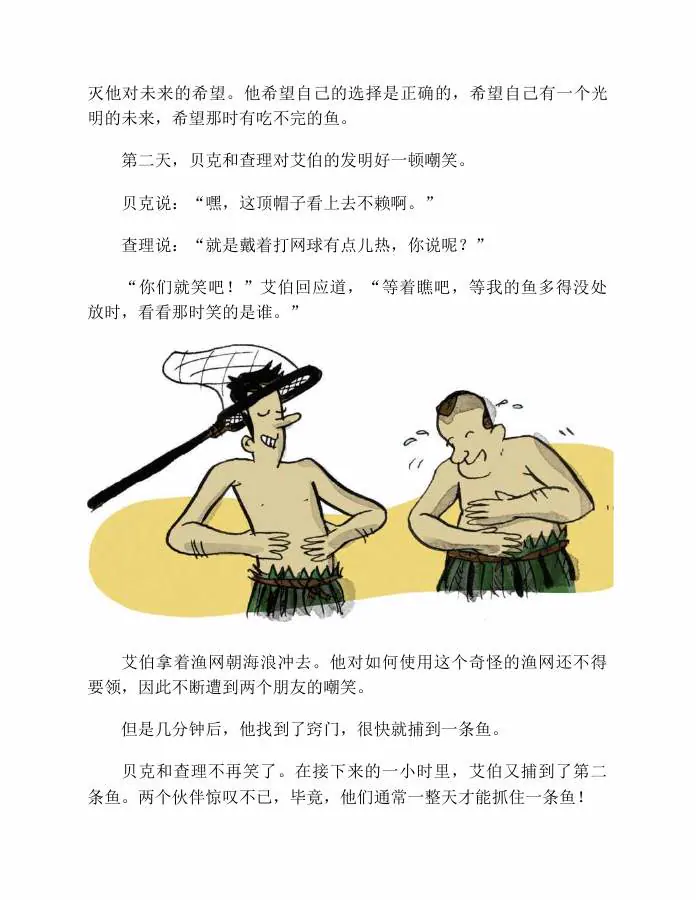 灭他对未来的希望。他希望自己的选择是正确的，希望自己有一个光
明的未来，希望那时有吃不完的鱼。
第二天，贝克和查理对艾伯的发明好一顿嘲笑。
贝克说：“嘿，这顶帽子看上去不赖啊。”
查理说：“就是戴着打网球有点儿热，你说呢？”
“你们就笑吧！”艾伯回应道，“等着瞧吧，等我的鱼多得没处
放时，看看那时笑的是谁。”
艾伯拿着渔网朝海浪冲去。他对如何使用这个奇怪的渔网还不得
要领，因此不断遭到两个朋友的嘲笑。
但是几分钟后，他找到了窍门，很快就捕到一条鱼。
贝克和查理不再笑了。在接下来的一小时里，艾伯又捕到了第二
条鱼。两个伙伴惊叹不已，毕竟，他们通常一整天才能抓住一条鱼！